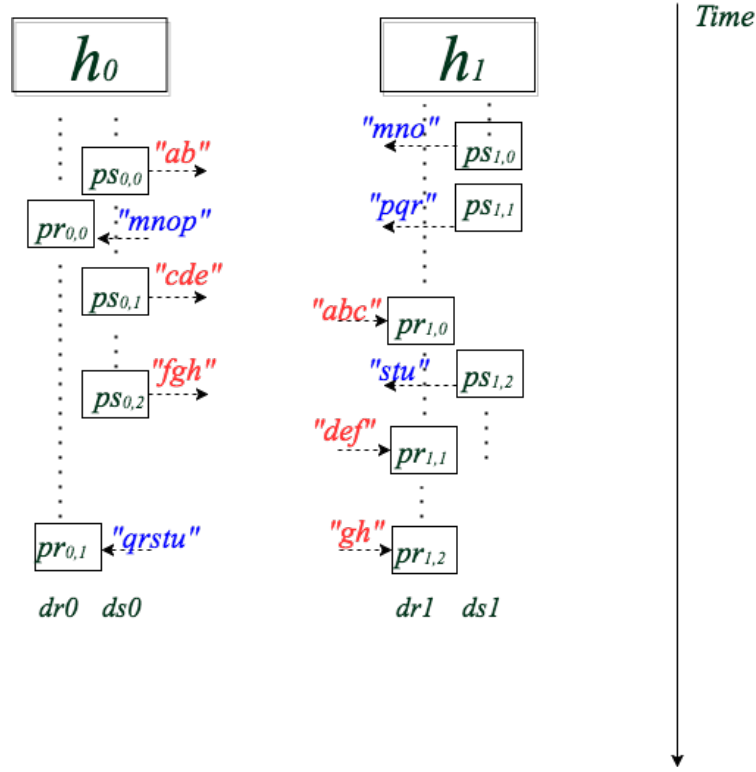 Time
h0 h1
"mno"
"ab" ps1,0
ps0,0
"pqr" ps1,1
pr0,0 "mnop"
"cde"
ps0,1
"abc" pr1,0
"fgh" "stu" ps1,2
ps0,2
"def"
pr1,1
pr0,1 "qrstu" "gh" pr1,2
dr0 ds0 dr1 ds1